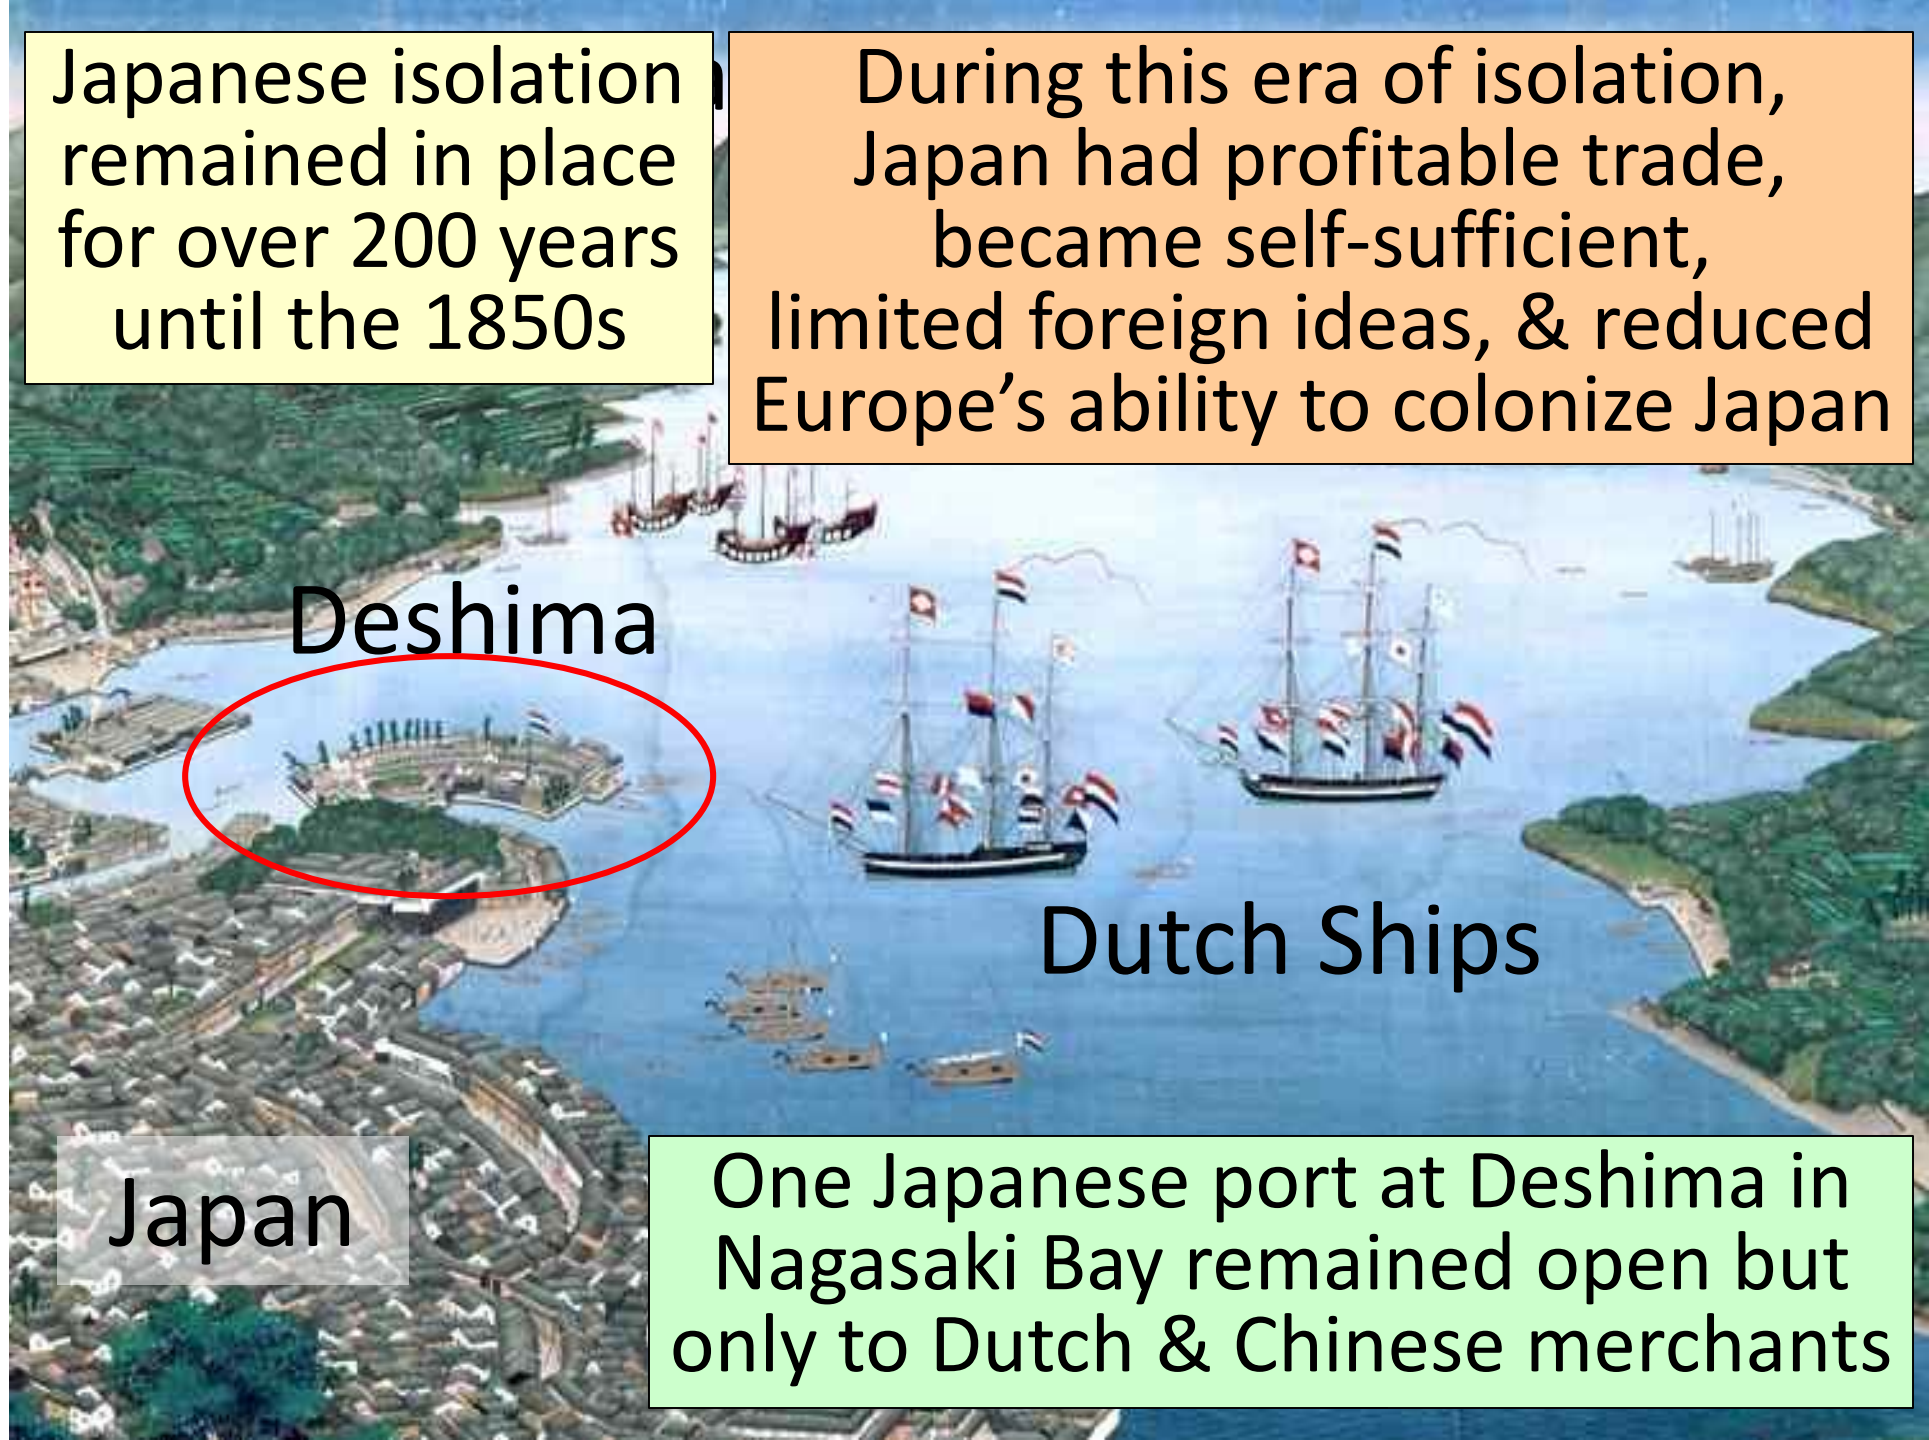 Japanese isolation
remained in place
for over 200 years
until the 1850s
During this era of isolation,
Japan had profitable trade,
became self-sufficient,
limited foreign ideas, & reduced
Europe’s ability to colonize Japan
Deshima
Dutch Ships
Japan
One Japanese port at Deshima in
Nagasaki Bay remained open but
only to Dutch & Chinese merchants